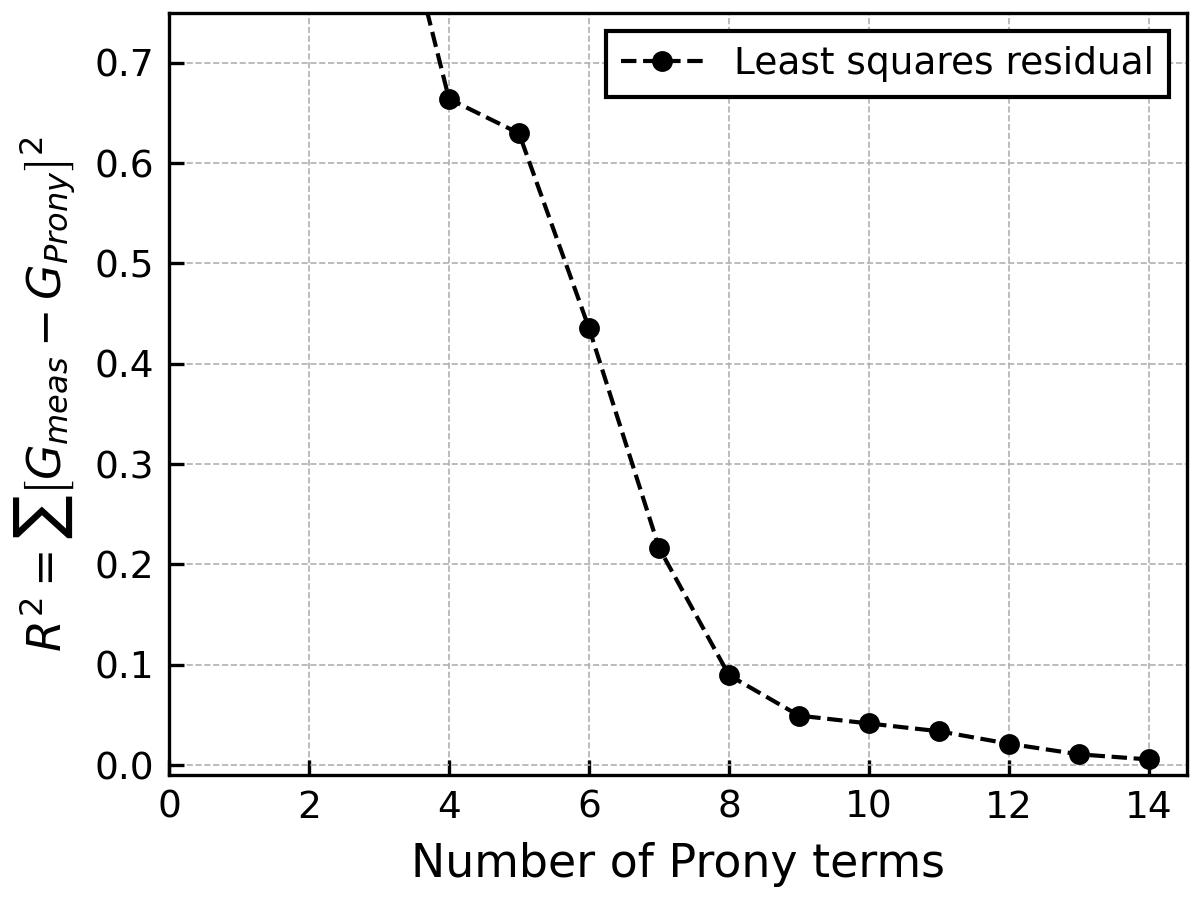 0.7
0.6
0.5
0.4
0.3
0.2
0.1
0.0
R² = ∑[G_meas − G_Prony]²
Least squares residual
0 2 4 6 8 10 12 14
Number of Prony terms